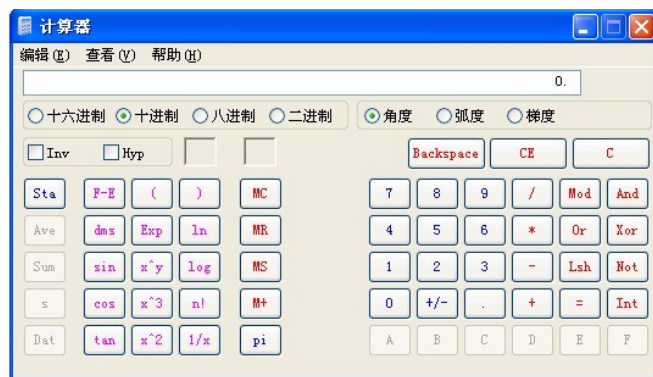 计算器
编辑(E) 查看(V) 帮助(H)
0.
十六进制 十进制 八进制 二进制 角度 弧度 梯度
Inv Hyp Backspace CE C
Sta F-E ( ) MC 7 8 9 / Mod And
Ave dms Exp ln MR 4 5 6 * Or Xor
Sum sin x^y log MS 1 2 3 - Lsh Not
s cos x^3 n! M+ 0 +/- . + = Int
Dat tan x^2 1/x pi A B C D E F